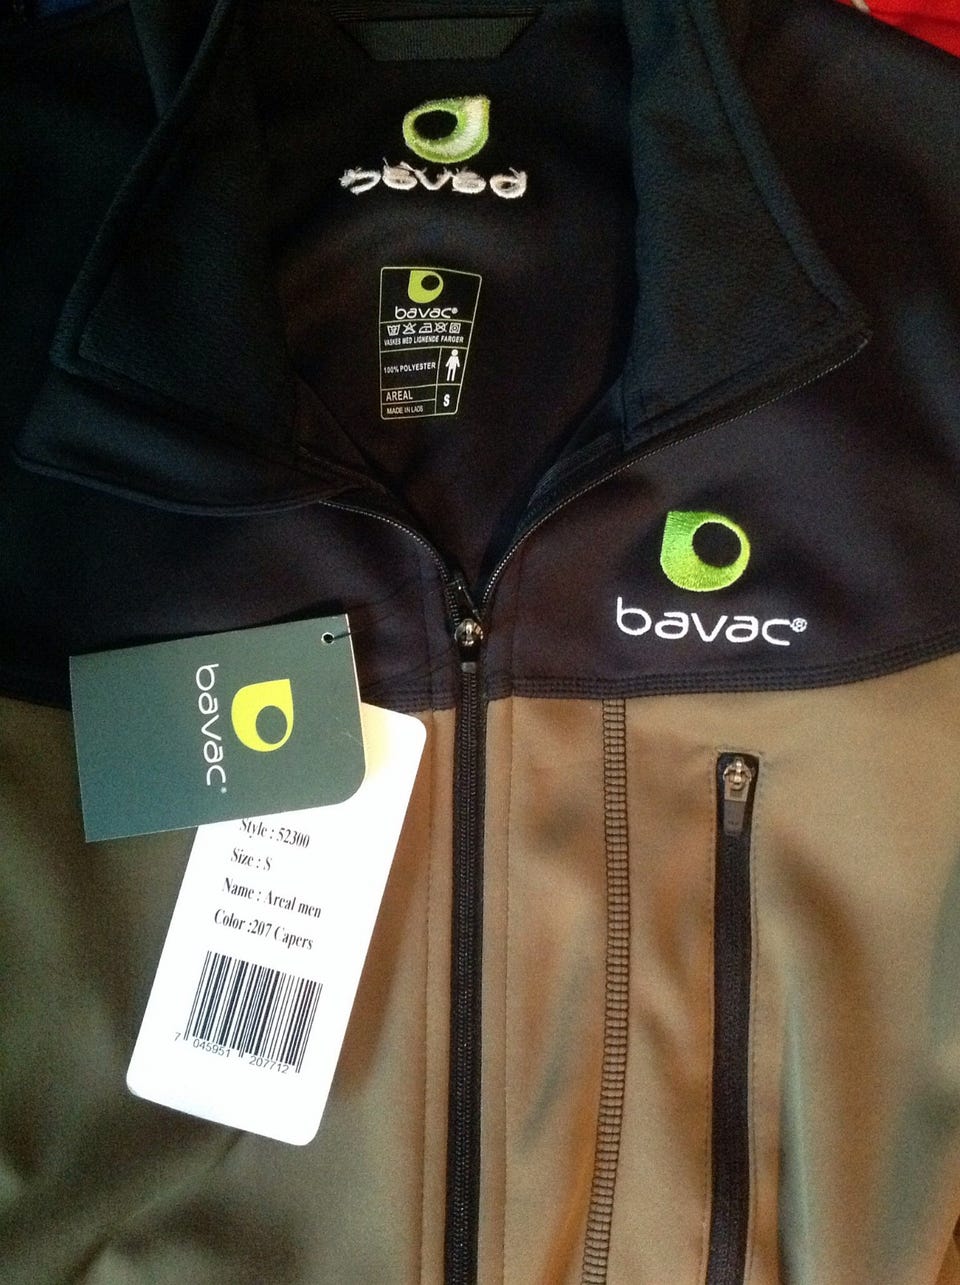 bavac®
VASKES MED LIGNENDE FARGER
100% POLYESTER
AREAL
S
MADE IN LAOS
bavac®
bavac®
Style : 52300
Size : S
Name : Areal men
Color :207 Capers
7 045951 207712